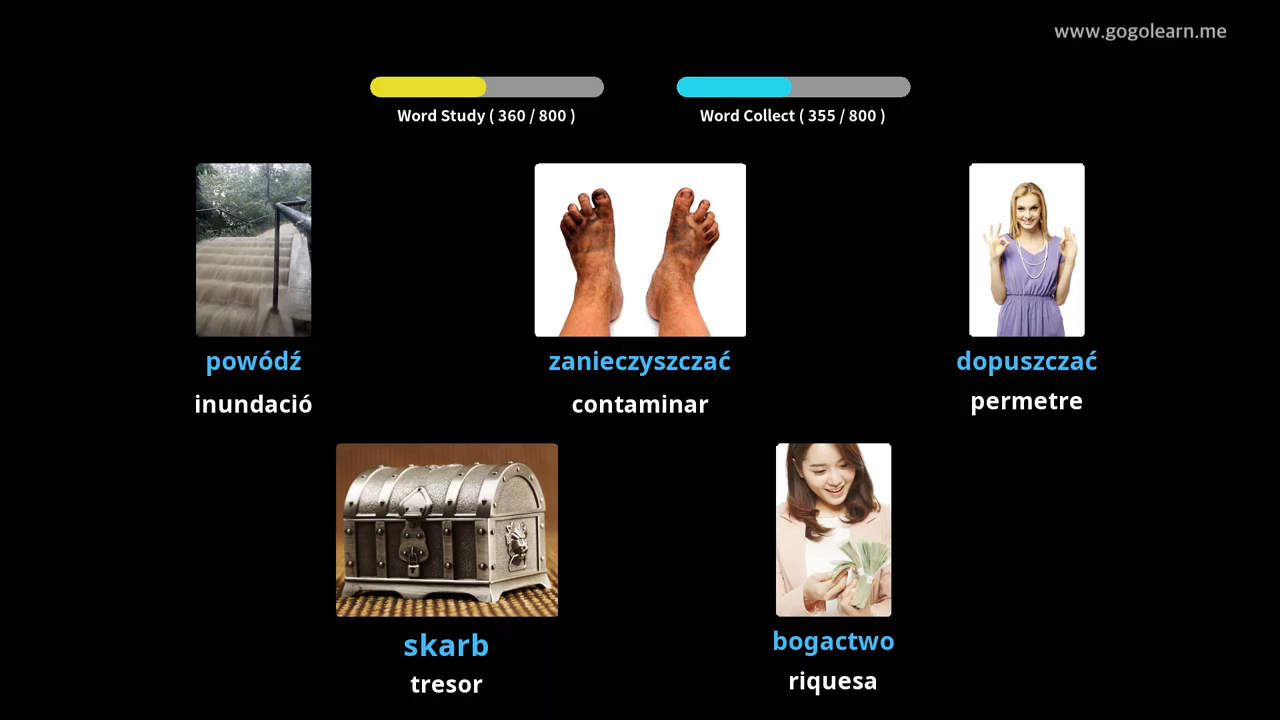 www.gogolearn.me
Word Study ( 360 / 800 )
Word Collect ( 355 / 800 )
powódź
zanieczyszczać
dopuszczać
inundació
contaminar
permetre
skarb
bogactwo
tresor
riquesa